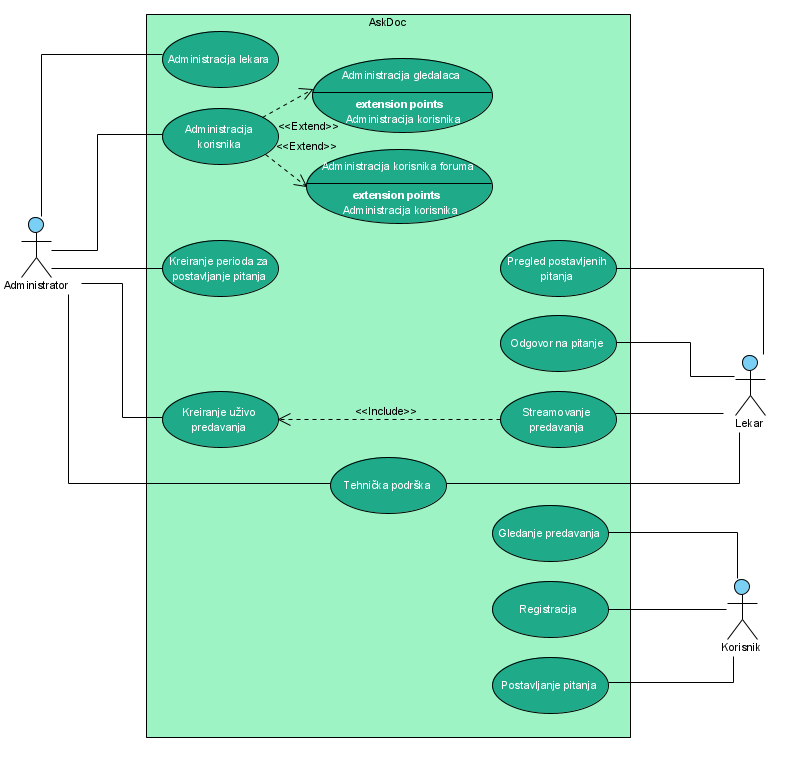 AskDoc
Administracija lekara
Administracija gledalaca
extension points
Administracija korisnika
Administracija
korisnika
<<Extend>>
<<Extend>>
Administracija korisnika foruma
extension points
Administracija korisnika
Administrator
Kreiranje perioda za
postavljanje pitanja
Pregled postavljenih
pitanja
Odgovor na pitanje
Lekar
Kreiranje uživo
predavanja
<<Include>>
Streamovanje
predavanja
Tehnička podrška
Gledanje predavanja
Registracija
Korisnik
Postavljanje pitanja